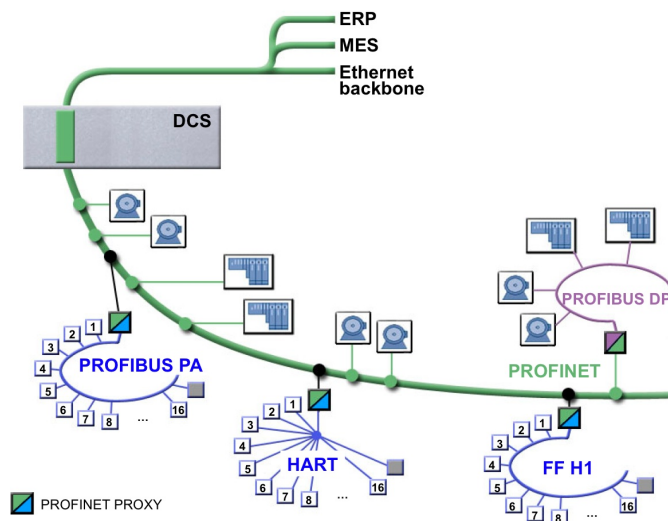 ERP
MES
Ethernet
backbone
DCS
PROFIBUS DP
PROFINET
1
2
3
4
5
6
7
8
...
16
PROFIBUS PA
1
2
3
4
5
6
7
8
...
16
HART
1
2
3
4
5
6
7
8
...
16
FF H1
PROFINET PROXY